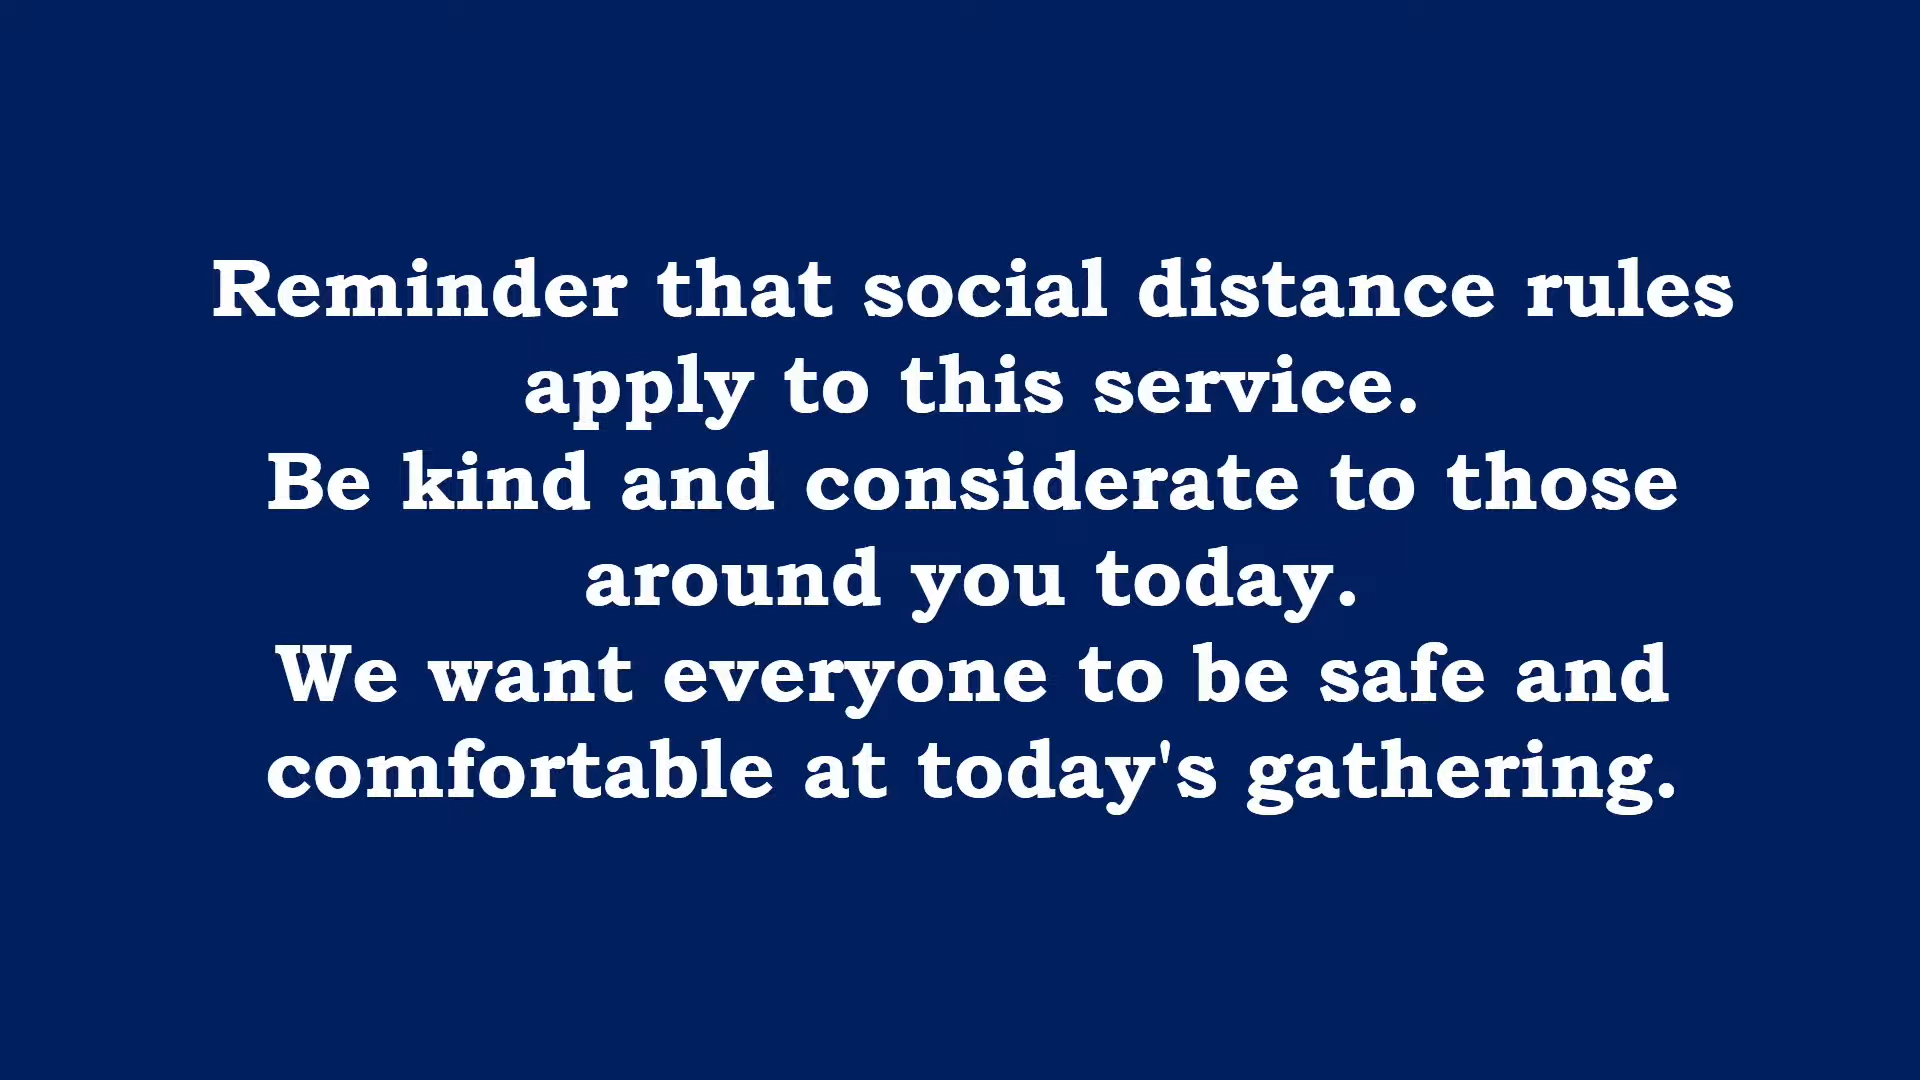 Reminder that social distance rules
apply to this service.
Be kind and considerate to those
around you today.
We want everyone to be safe and
comfortable at today's gathering.